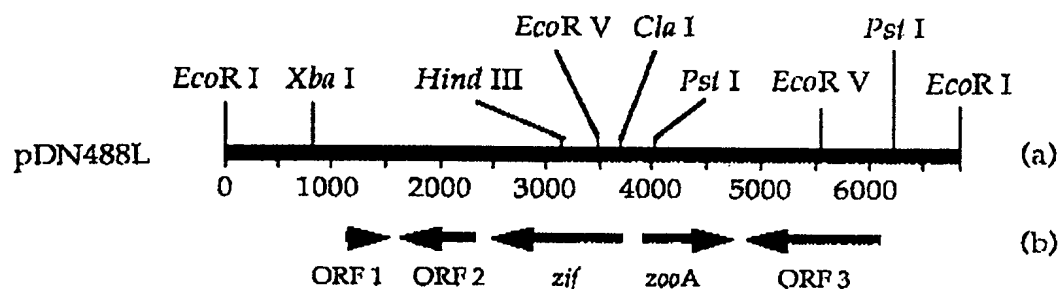 EcoR V Cla I Pst I
EcoR I Xba I Hind III Pst I EcoR V EcoR I
pDN488L (a)
0 1000 2000 3000 4000 5000 6000
(b)
ORF 1 ORF 2 zif zooA ORF 3